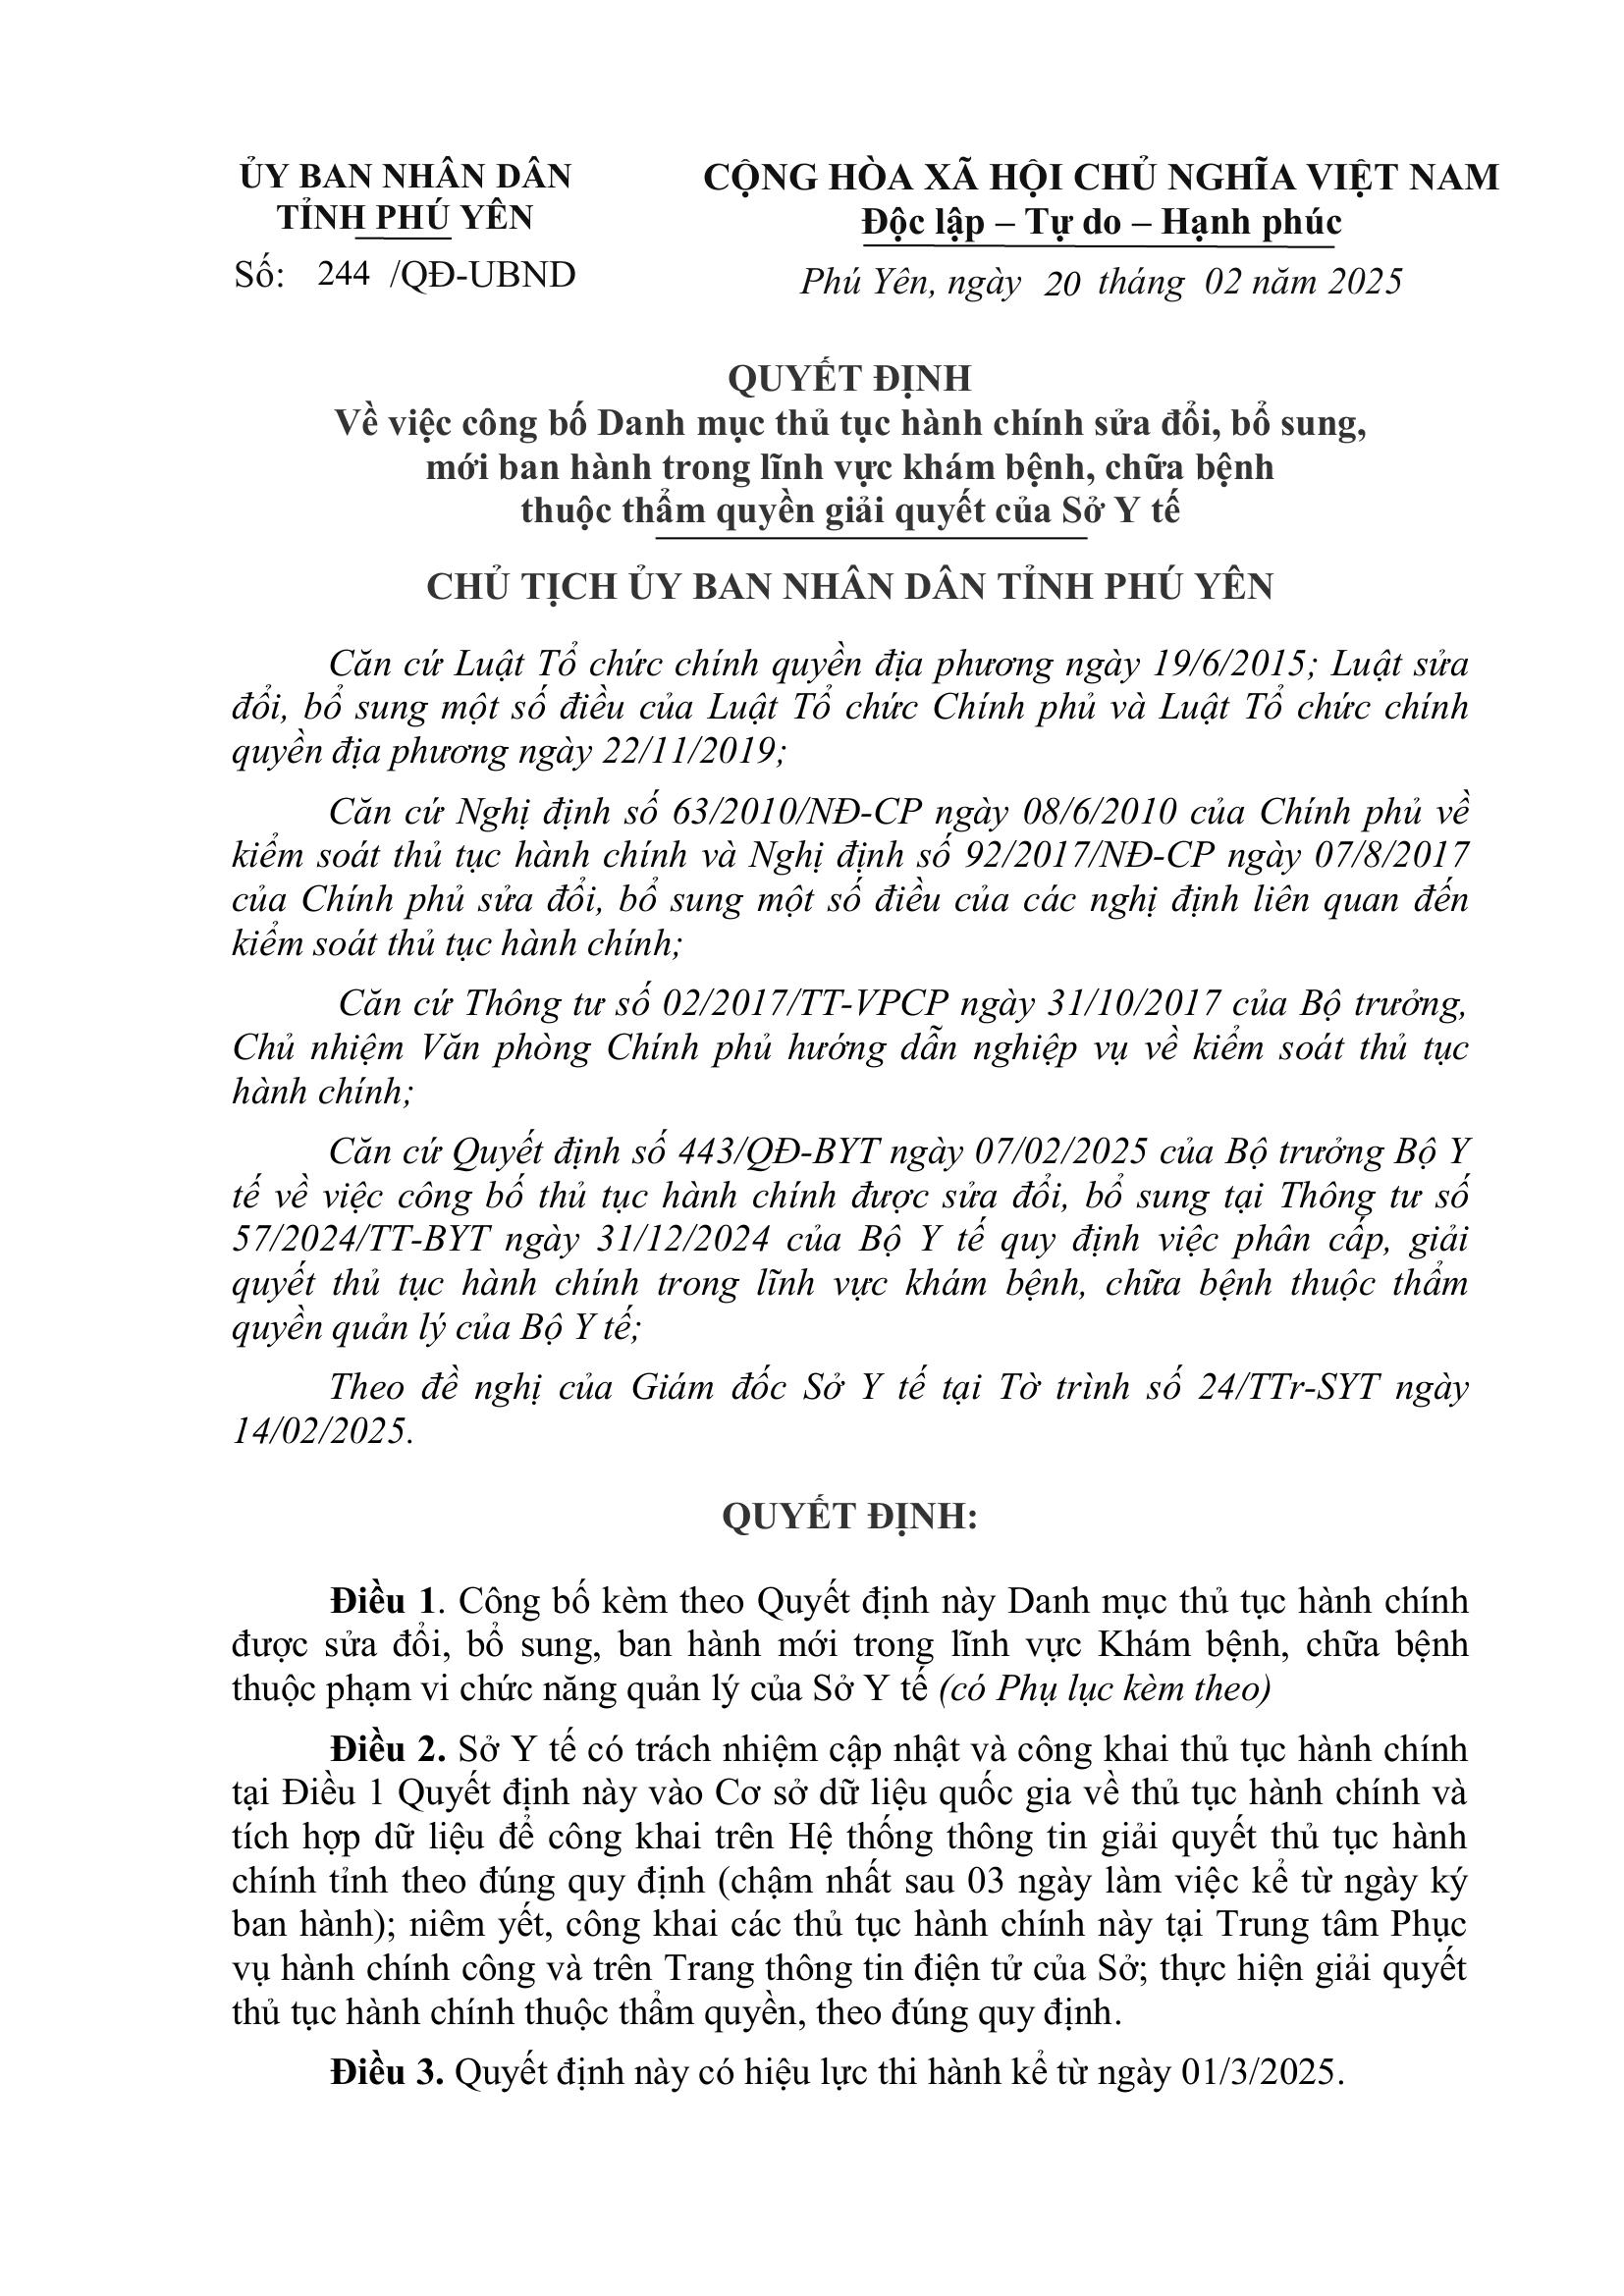 ỦY BAN NHÂN DÂN
TỈNH PHÚ YÊN
Số: 244 /QĐ-UBND
CỘNG HÒA XÃ HỘI CHỦ NGHĨA VIỆT NAM
Độc lập – Tự do – Hạnh phúc
Phú Yên, ngày 20 tháng 02 năm 2025
QUYẾT ĐỊNH
Về việc công bố Danh mục thủ tục hành chính sửa đổi, bổ sung,
mới ban hành trong lĩnh vực khám bệnh, chữa bệnh
thuộc thẩm quyền giải quyết của Sở Y tế
CHỦ TỊCH ỦY BAN NHÂN DÂN TỈNH PHÚ YÊN
Căn cứ Luật Tổ chức chính quyền địa phương ngày 19/6/2015; Luật sửa
đổi, bổ sung một số điều của Luật Tổ chức Chính phủ và Luật Tổ chức chính
quyền địa phương ngày 22/11/2019;
Căn cứ Nghị định số 63/2010/NĐ-CP ngày 08/6/2010 của Chính phủ về
kiểm soát thủ tục hành chính và Nghị định số 92/2017/NĐ-CP ngày 07/8/2017
của Chính phủ sửa đổi, bổ sung một số điều của các nghị định liên quan đến
kiểm soát thủ tục hành chính;
Căn cứ Thông tư số 02/2017/TT-VPCP ngày 31/10/2017 của Bộ trưởng,
Chủ nhiệm Văn phòng Chính phủ hướng dẫn nghiệp vụ về kiểm soát thủ tục
hành chính;
Căn cứ Quyết định số 443/QĐ-BYT ngày 07/02/2025 của Bộ trưởng Bộ Y
tế về việc công bố thủ tục hành chính được sửa đổi, bổ sung tại Thông tư số
57/2024/TT-BYT ngày 31/12/2024 của Bộ Y tế quy định việc phân cấp, giải
quyết thủ tục hành chính trong lĩnh vực khám bệnh, chữa bệnh thuộc thẩm
quyền quản lý của Bộ Y tế;
Theo đề nghị của Giám đốc Sở Y tế tại Tờ trình số 24/TTr-SYT ngày
14/02/2025.
QUYẾT ĐỊNH:
Điều 1. Công bố kèm theo Quyết định này Danh mục thủ tục hành chính
được sửa đổi, bổ sung, ban hành mới trong lĩnh vực Khám bệnh, chữa bệnh
thuộc phạm vi chức năng quản lý của Sở Y tế (có Phụ lục kèm theo)
Điều 2. Sở Y tế có trách nhiệm cập nhật và công khai thủ tục hành chính
tại Điều 1 Quyết định này vào Cơ sở dữ liệu quốc gia về thủ tục hành chính và
tích hợp dữ liệu để công khai trên Hệ thống thông tin giải quyết thủ tục hành
chính tỉnh theo đúng quy định (chậm nhất sau 03 ngày làm việc kể từ ngày ký
ban hành); niêm yết, công khai các thủ tục hành chính này tại Trung tâm Phục
vụ hành chính công và trên Trang thông tin điện tử của Sở; thực hiện giải quyết
thủ tục hành chính thuộc thẩm quyền, theo đúng quy định.
Điều 3. Quyết định này có hiệu lực thi hành kể từ ngày 01/3/2025.